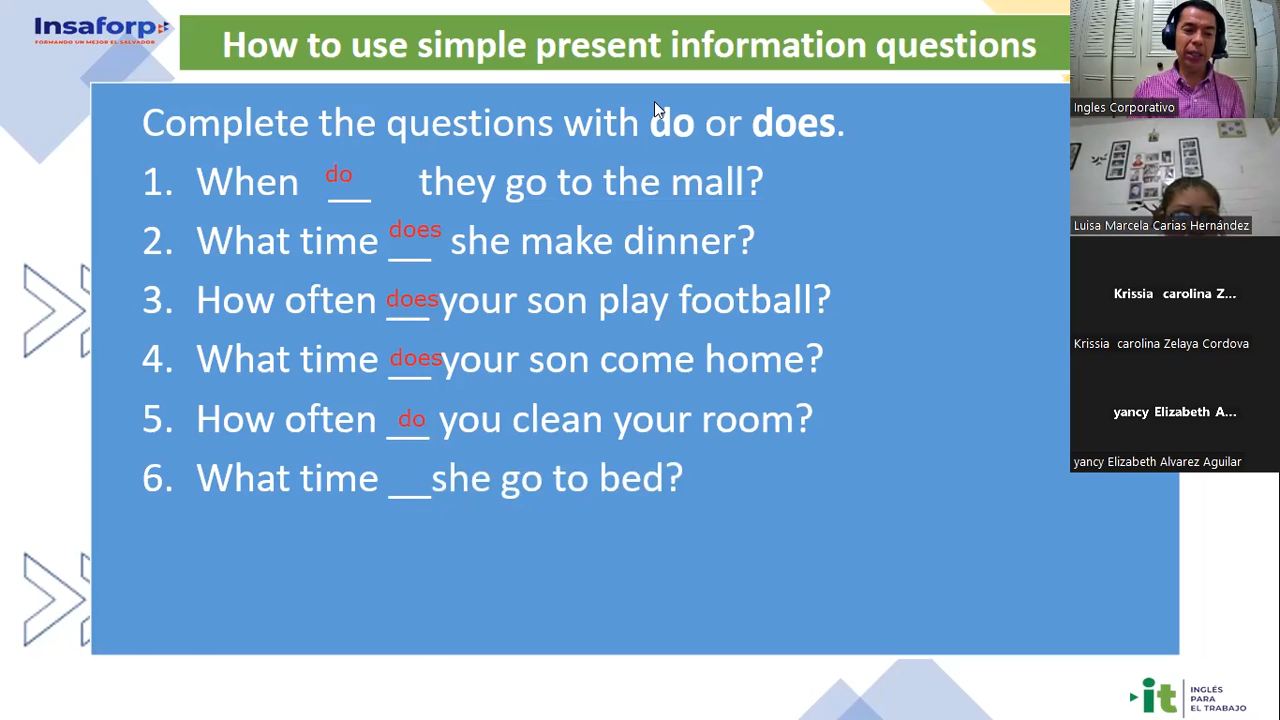 Insaforp
FORMANDO UN MEJOR EL SALVADOR
How to use simple present information questions
Complete the questions with do or does.
1. When do they go to the mall?
2. What time does she make dinner?
3. How often does your son play football?
4. What time does your son come home?
5. How often do you clean your room?
6. What time __she go to bed?
Ingles Corporativo
Luisa Marcela Carias Hernández
Krissia carolina Z...
Krissia carolina Zelaya Cordova
yancy Elizabeth A...
yancy Elizabeth Alvarez Aguilar
it
INGLÉS
PARA
EL TRABAJO